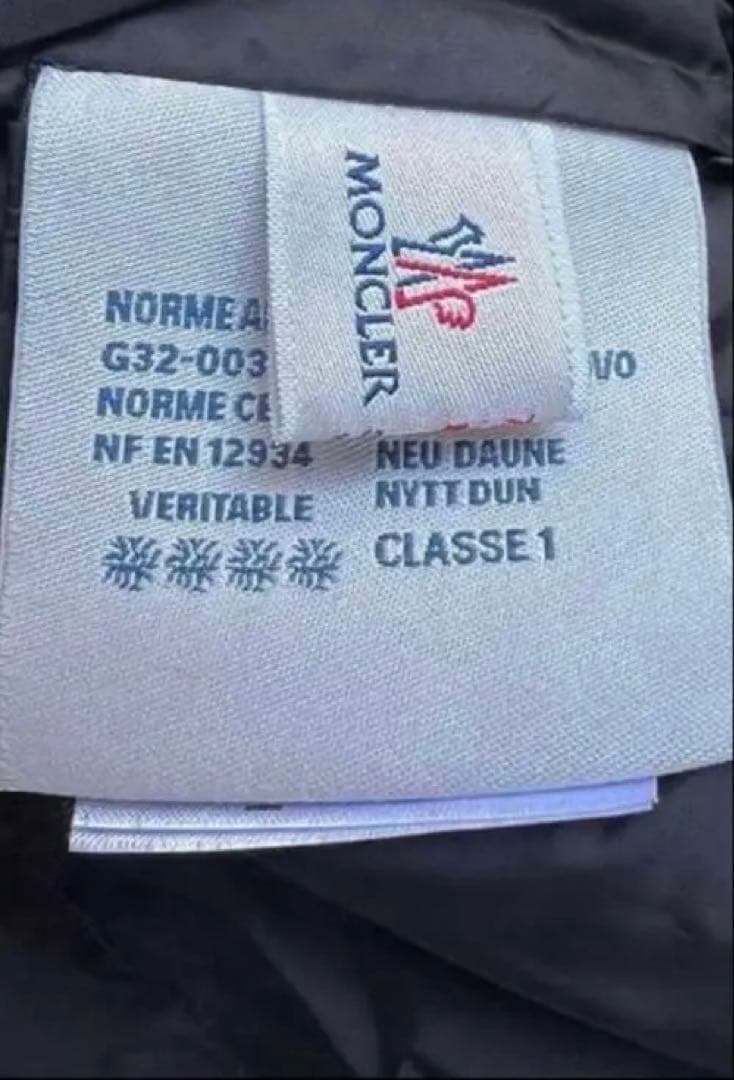 MONCLER
NORME A
G32-003
NORME CE
NF EN 12934
VERITABLE
NEU DAUNE
NYTT DUN
CLASSE 1